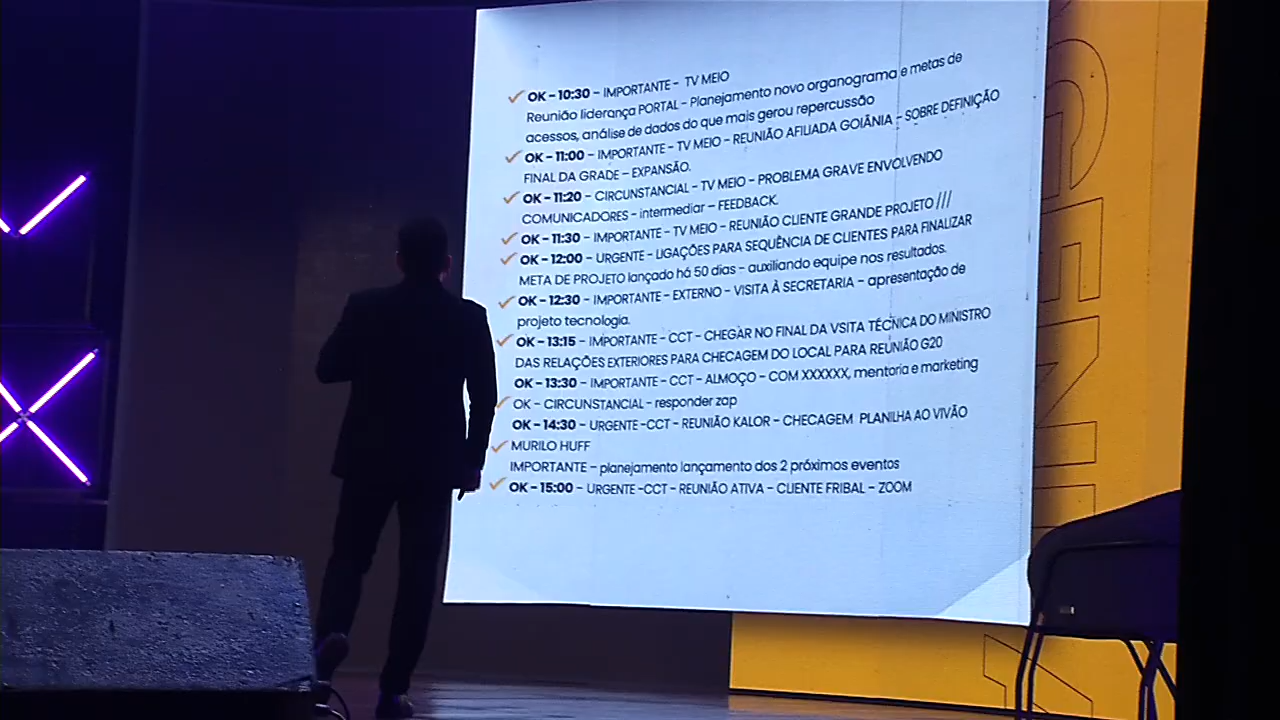 OK - 10:30 - IMPORTANTE - TV MEIO
Reunião liderança PORTAL - Planejamento novo organograma e metas de
acessos, análise de dados do que mais gerou repercussão
OK - 11:00 - IMPORTANTE - TV MEIO - REUNIÃO AFILIADA GOIÂNIA - SOBRE DEFINIÇÃO
FINAL DA GRADE - EXPANSÃO.
OK - 11:20 - CIRCUNSTANCIAL - TV MEIO - PROBLEMA GRAVE ENVOLVENDO
COMUNICADORES - intermediar - FEEDBACK.
OK - 11:30 - IMPORTANTE - TV MEIO - REUNIÃO CLIENTE GRANDE PROJETO ///
OK - 12:00 - URGENTE - LIGAÇÕES PARA SEQUÊNCIA DE CLIENTES PARA FINALIZAR
META DE PROJETO lançado há 50 dias - auxiliando equipe nos resultados.
OK - 12:30 - IMPORTANTE - EXTERNO - VISITA À SECRETARIA - apresentação de
projeto tecnologia.
OK - 13:15 - IMPORTANTE - CCT - CHEGAR NO FINAL DA VSITA TÉCNICA DO MINISTRO
DAS RELAÇÕES EXTERIORES PARA CHECAGEM DO LOCAL PARA REUNIÃO G20
OK - 13:30 - IMPORTANTE - CCT - ALMOÇO - COM XXXXXX, mentoria e marketing
OK - CIRCUNSTANCIAL - responder zap
OK - 14:30 - URGENTE -CCT - REUNIÃO KALOR - CHECAGEM PLANILHA AO VIVÃO
MURILO HUFF
IMPORTANTE - planejamento lançamento dos 2 próximos eventos
OK - 15:00 - URGENTE -CCT - REUNIÃO ATIVA - CLIENTE FRIBAL - ZOOM